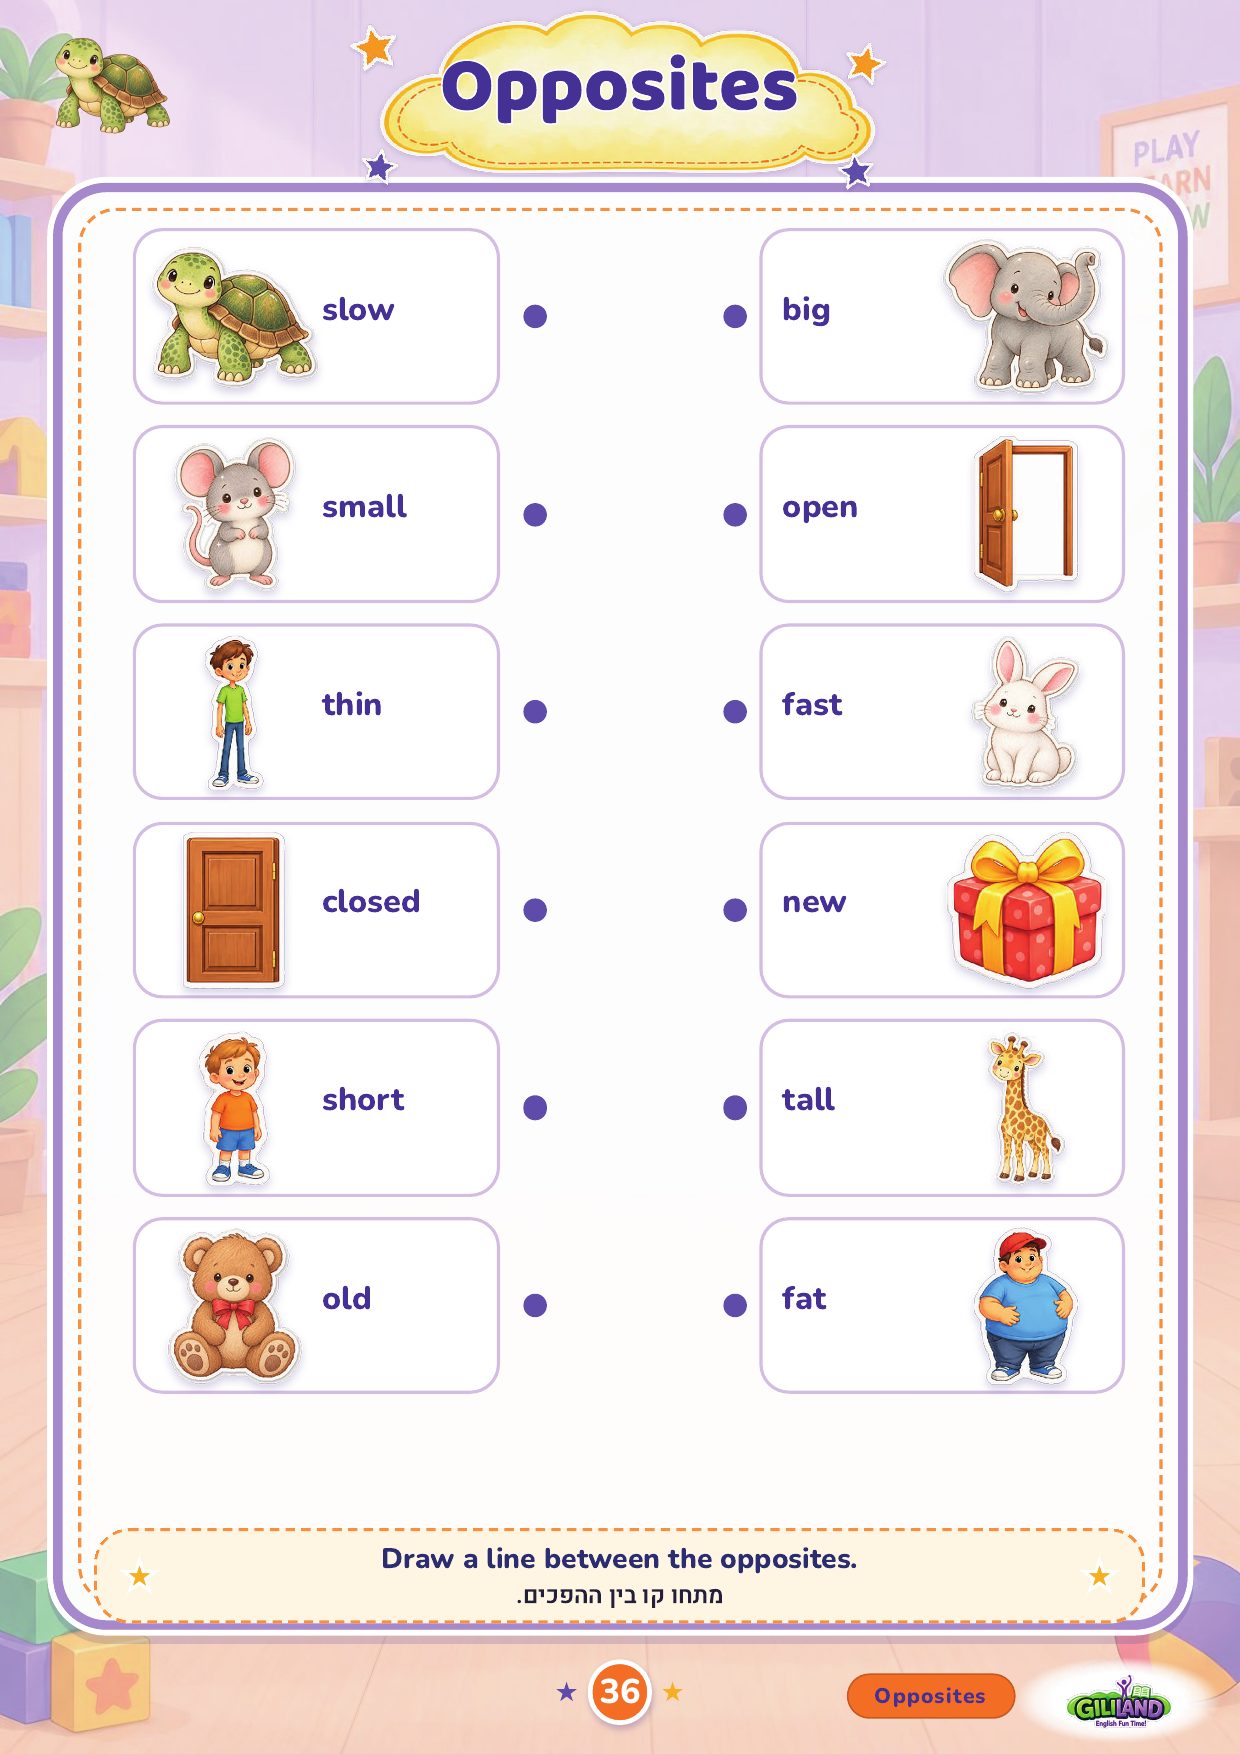 Opposites
PLAY
slow
big
small
open
thin
fast
closed
new
short
tall
old
fat
Draw a line between the opposites.
מתחו קו בין ההפכים.
36
Opposites
GILILAND
English Fun Time!